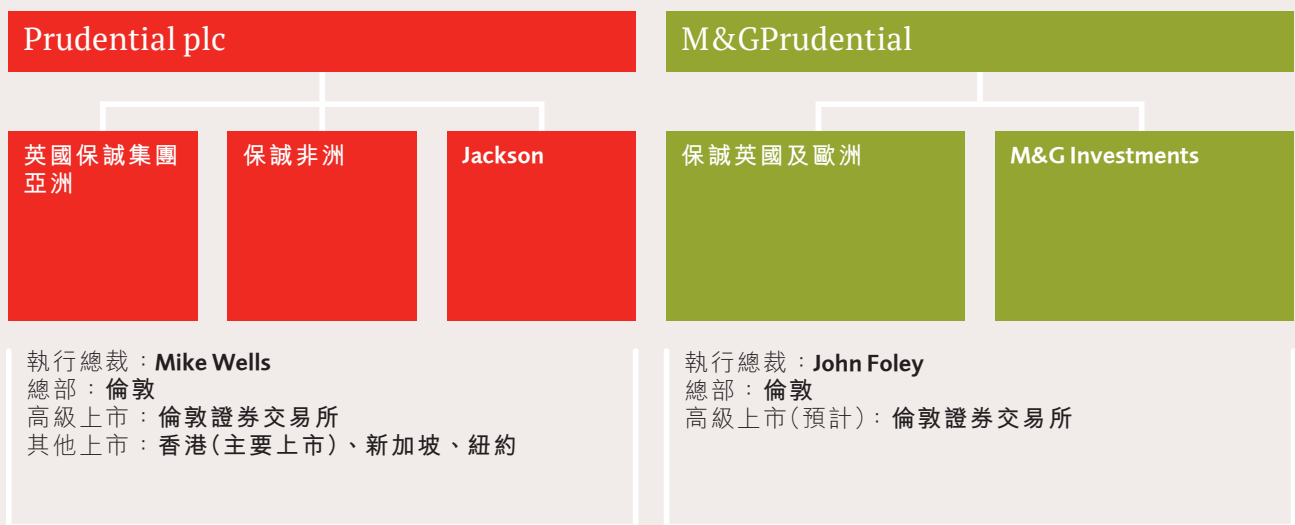 Prudential plc
英國保誠集團
亞洲
保誠非洲
Jackson
執行總裁：Mike Wells
總部：倫敦
高級上市：倫敦證券交易所
其他上市：香港(主要上市)、新加坡、紐約
M&GPrudential
保誠英國及歐洲
M&G Investments
執行總裁：John Foley
總部：倫敦
高級上市(預計)：倫敦證券交易所